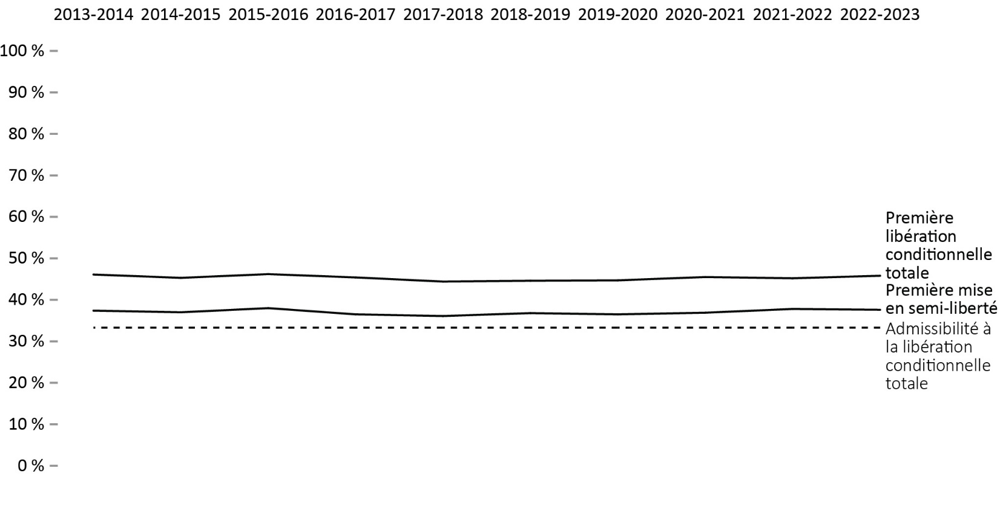 2013-2014 2014-2015 2015-2016 2016-2017 2017-2018 2018-2019 2019-2020 2020-2021 2021-2022 2022-2023
100 %
90 %
80 %
70 %
60 %
50 %
40 %
30 %
20 %
10 %
0 %
Première
libération
conditionnelle
totale
Première mise
en semi-liberté
Admissibilité à
la libération
conditionnelle
totale